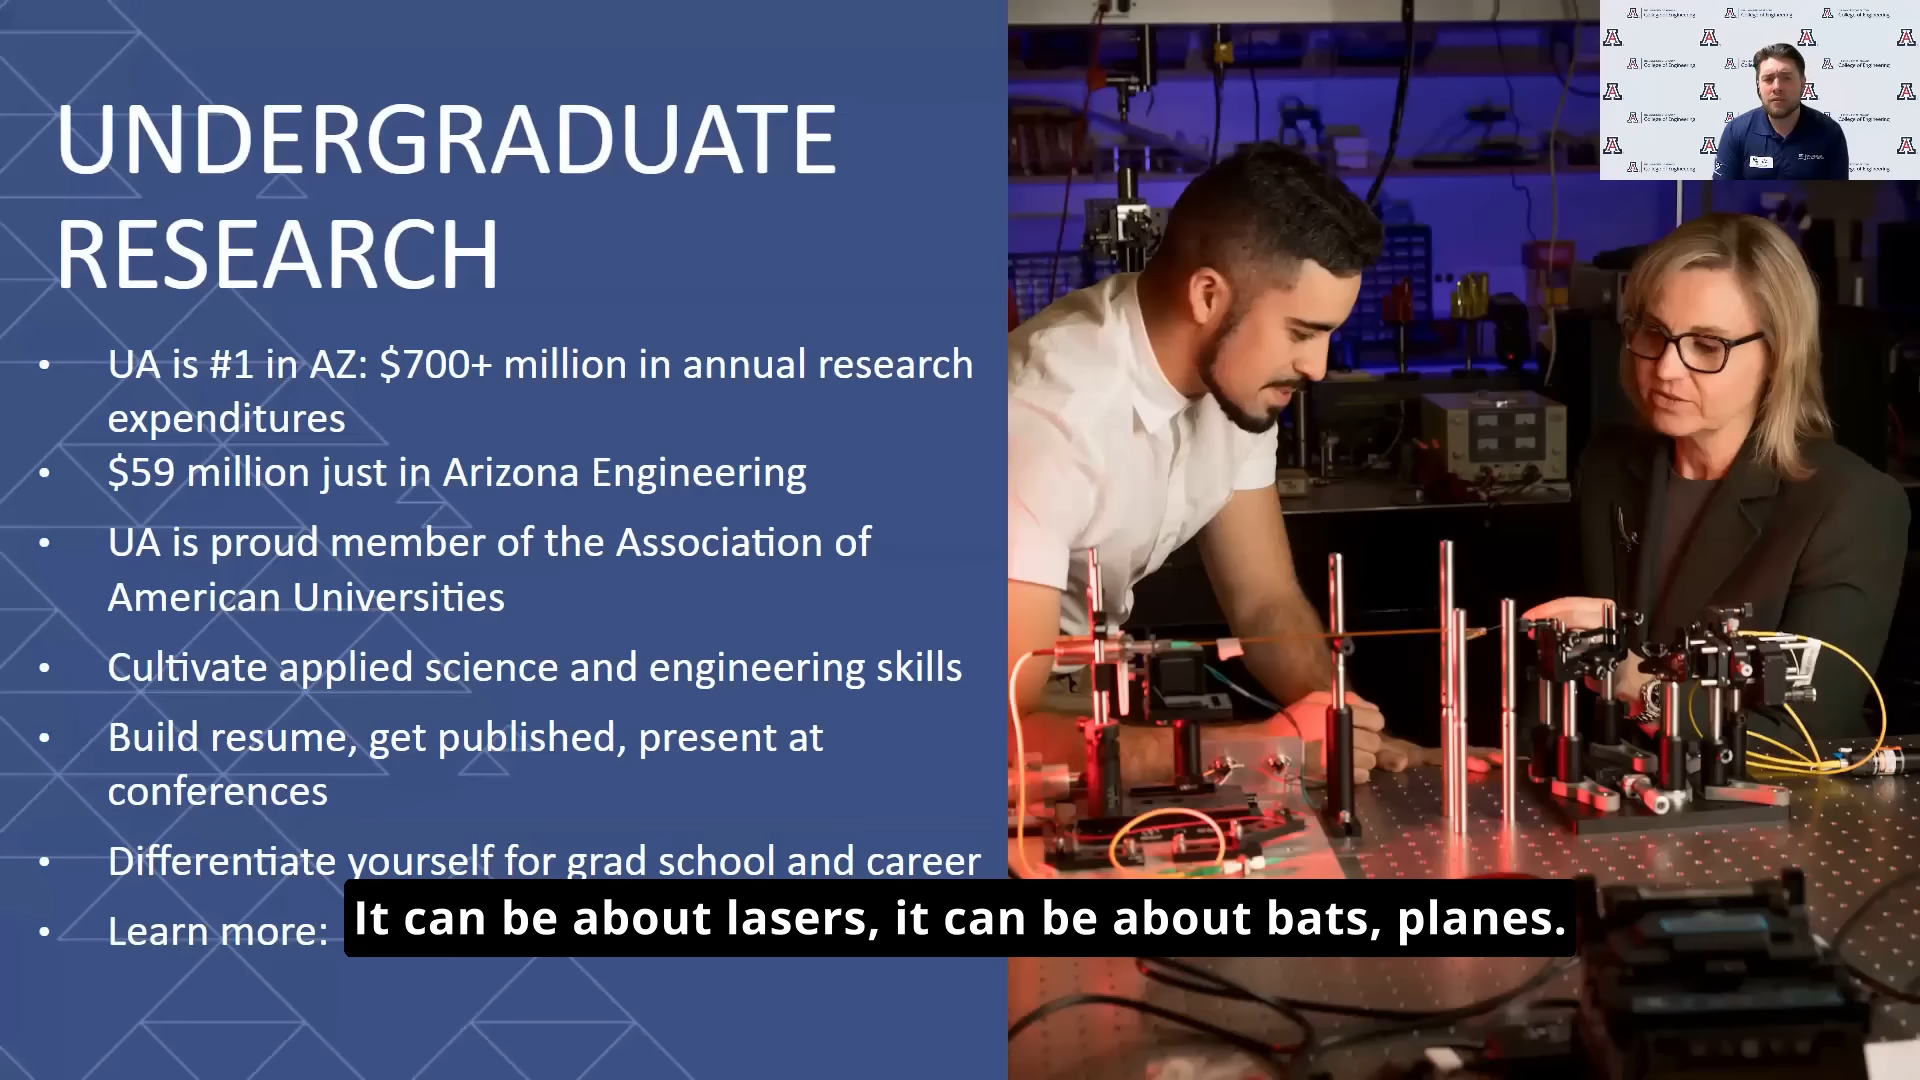 UNDERGRADUATE
RESEARCH
• UA is #1 in AZ: $700+ million in annual research
expenditures
• $59 million just in Arizona Engineering
• UA is proud member of the Association of
American Universities
• Cultivate applied science and engineering skills
• Build resume, get published, present at
conferences
• Differentiate yourself for grad school and career
• Learn more:
It can be about lasers, it can be about bats, planes.
College of Engineering